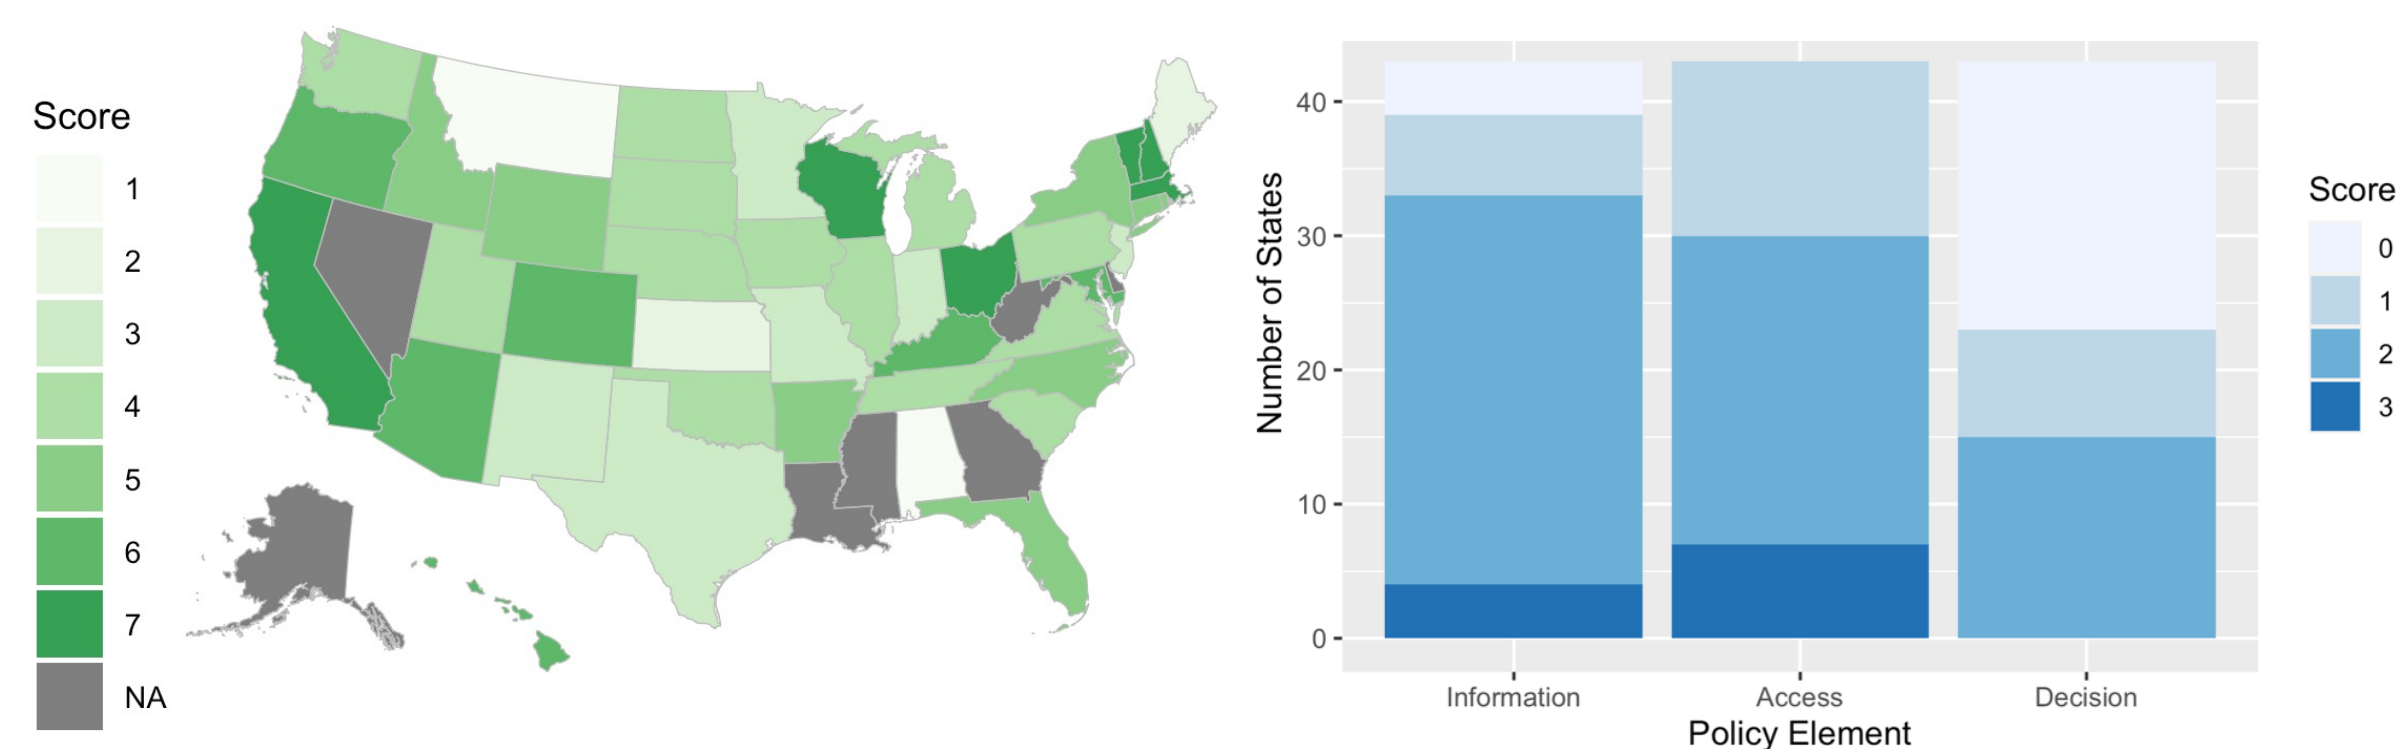 Score
1
2
3
4
5
6
7
NA
Number of States
40
30
20
10
0
Information Access Decision
Policy Element
Score
0
1
2
3